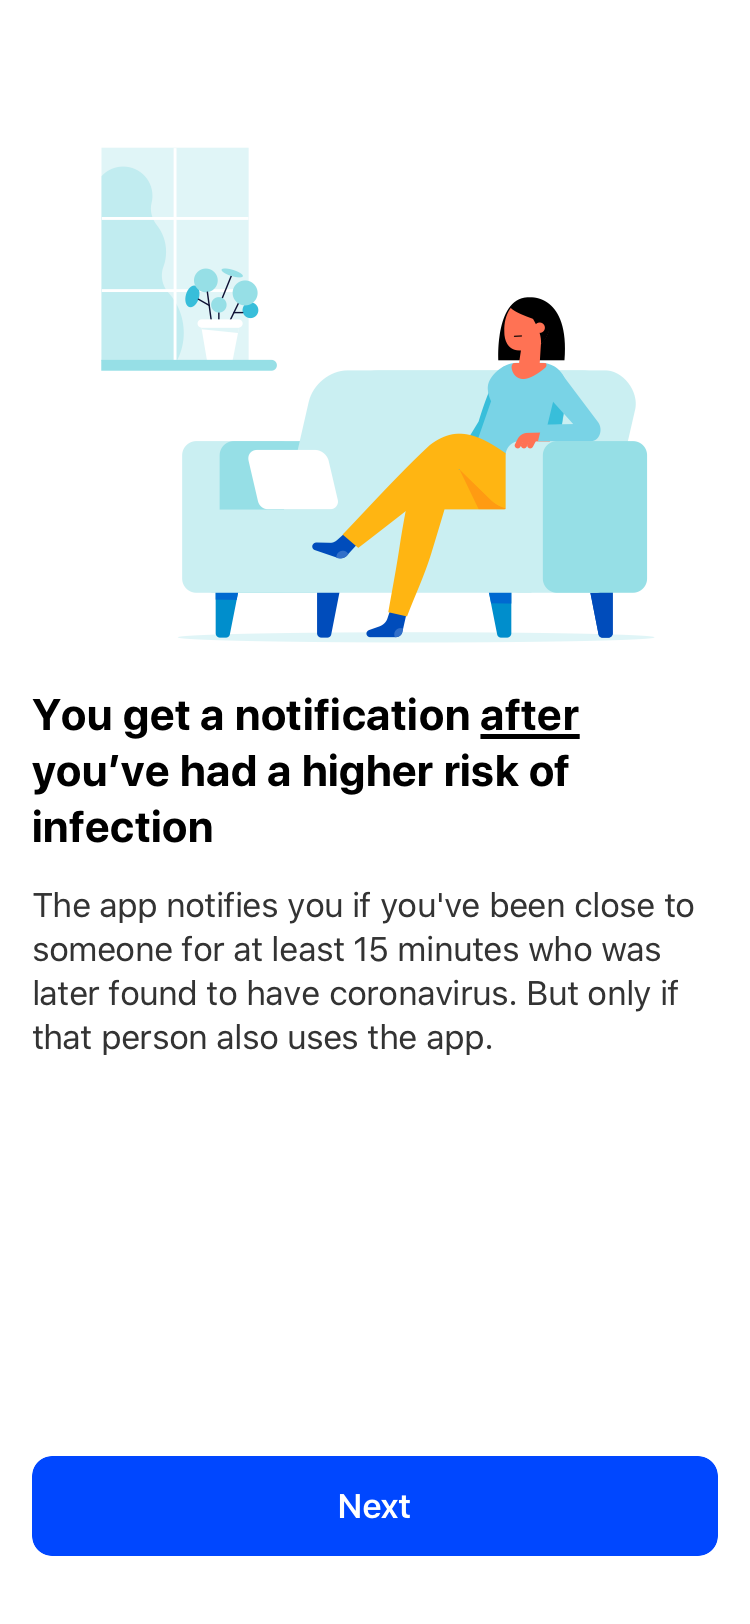 You get a notification after
you’ve had a higher risk of
infection
The app notifies you if you've been close to
someone for at least 15 minutes who was
later found to have coronavirus. But only if
that person also uses the app.
Next